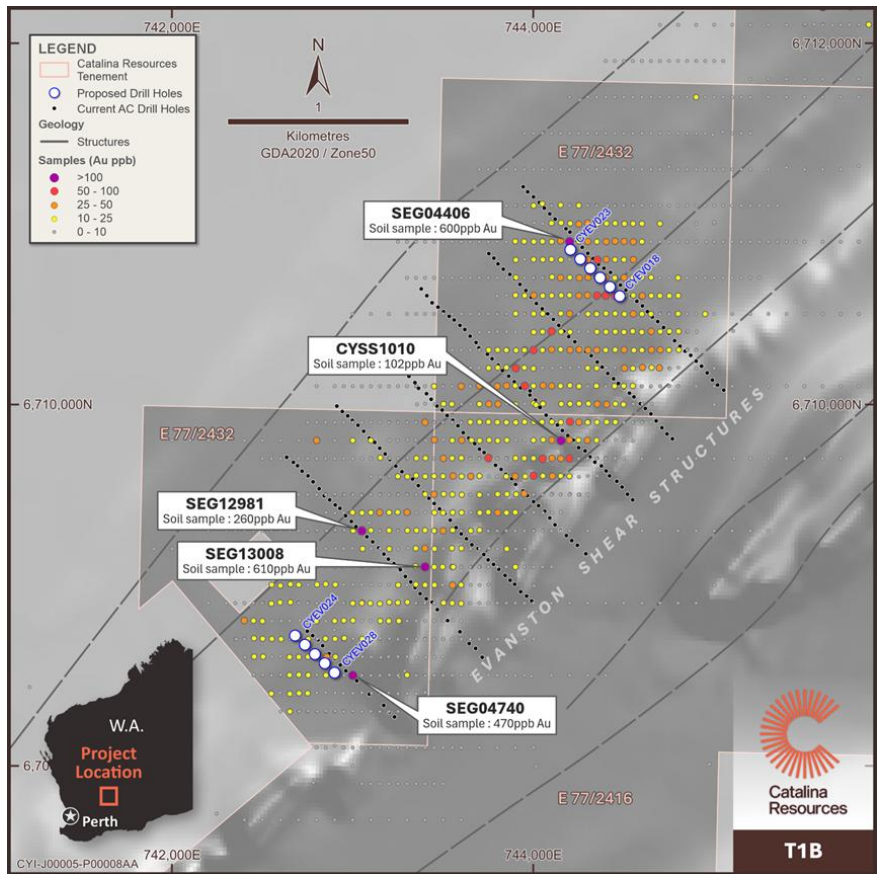 742,000E
744,000E
6,712,000N
LEGEND
Catalina Resources
Tenement
Proposed Drill Holes
Current AC Drill Holes
Geology
Structures
Samples (Au ppb)
>100
50 - 100
25 - 50
10 - 25
0 - 10
N
1
Kilometres
GDA2020 / Zone50
E 77/2432
SEG04406
Soil sample : 600ppb Au
CYEV023
CYEV018
CYSS1010
Soil sample : 102ppb Au
6,710,000N
6,710,000N
E 77/2432
EVANSTON SHEAR STRUCTURES
SEG12981
Soil sample : 260ppb Au
SEG13008
Soil sample : 610ppb Au
CYEV024
CYEV028
SEG04740
Soil sample : 470ppb Au
W.A.
Project
Location
Perth
6,70
E 77/2416
Catalina
Resources
T1B
742,000E
744,000E
CYI-J00005-P00008AA